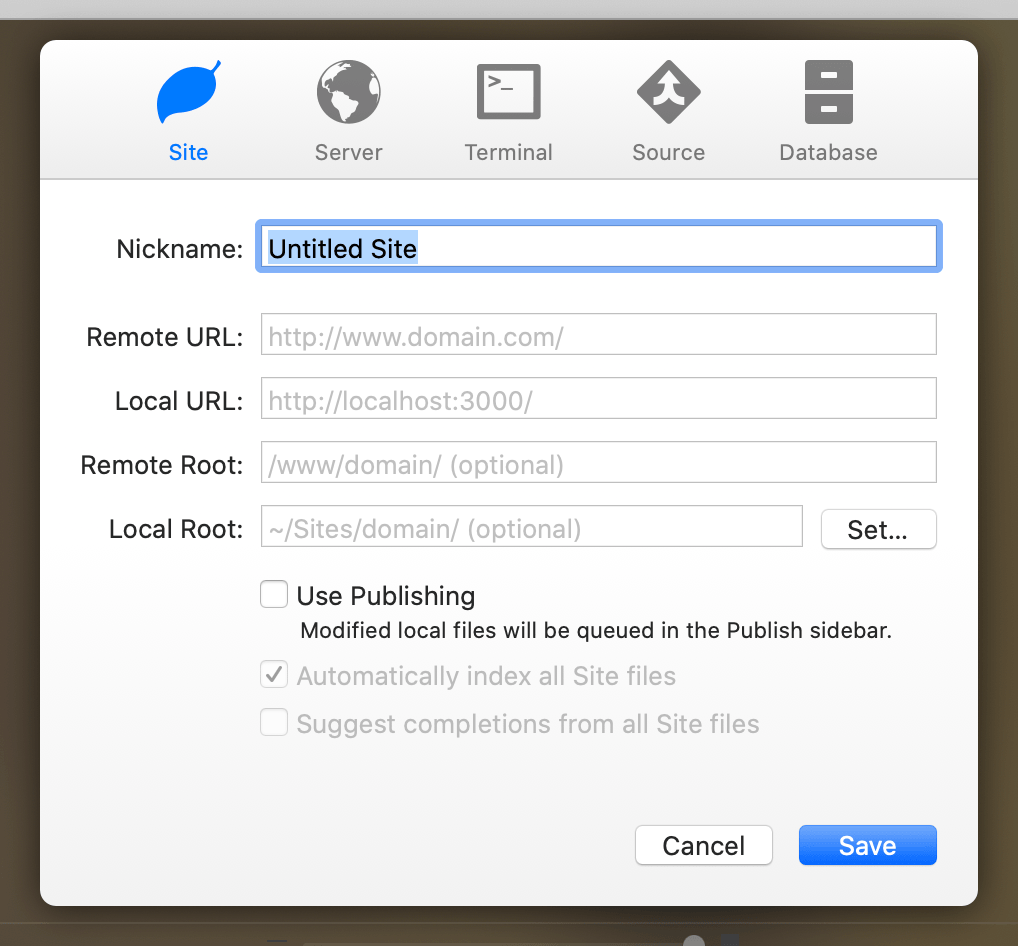 >_
Site Server Terminal Source Database
Nickname: Untitled Site
Remote URL: http://www.domain.com/
Local URL: http://localhost:3000/
Remote Root: /www/domain/ (optional)
Local Root: ~/Sites/domain/ (optional) Set...
Use Publishing
Modified local files will be queued in the Publish sidebar.
Automatically index all Site files
Suggest completions from all Site files
Cancel Save